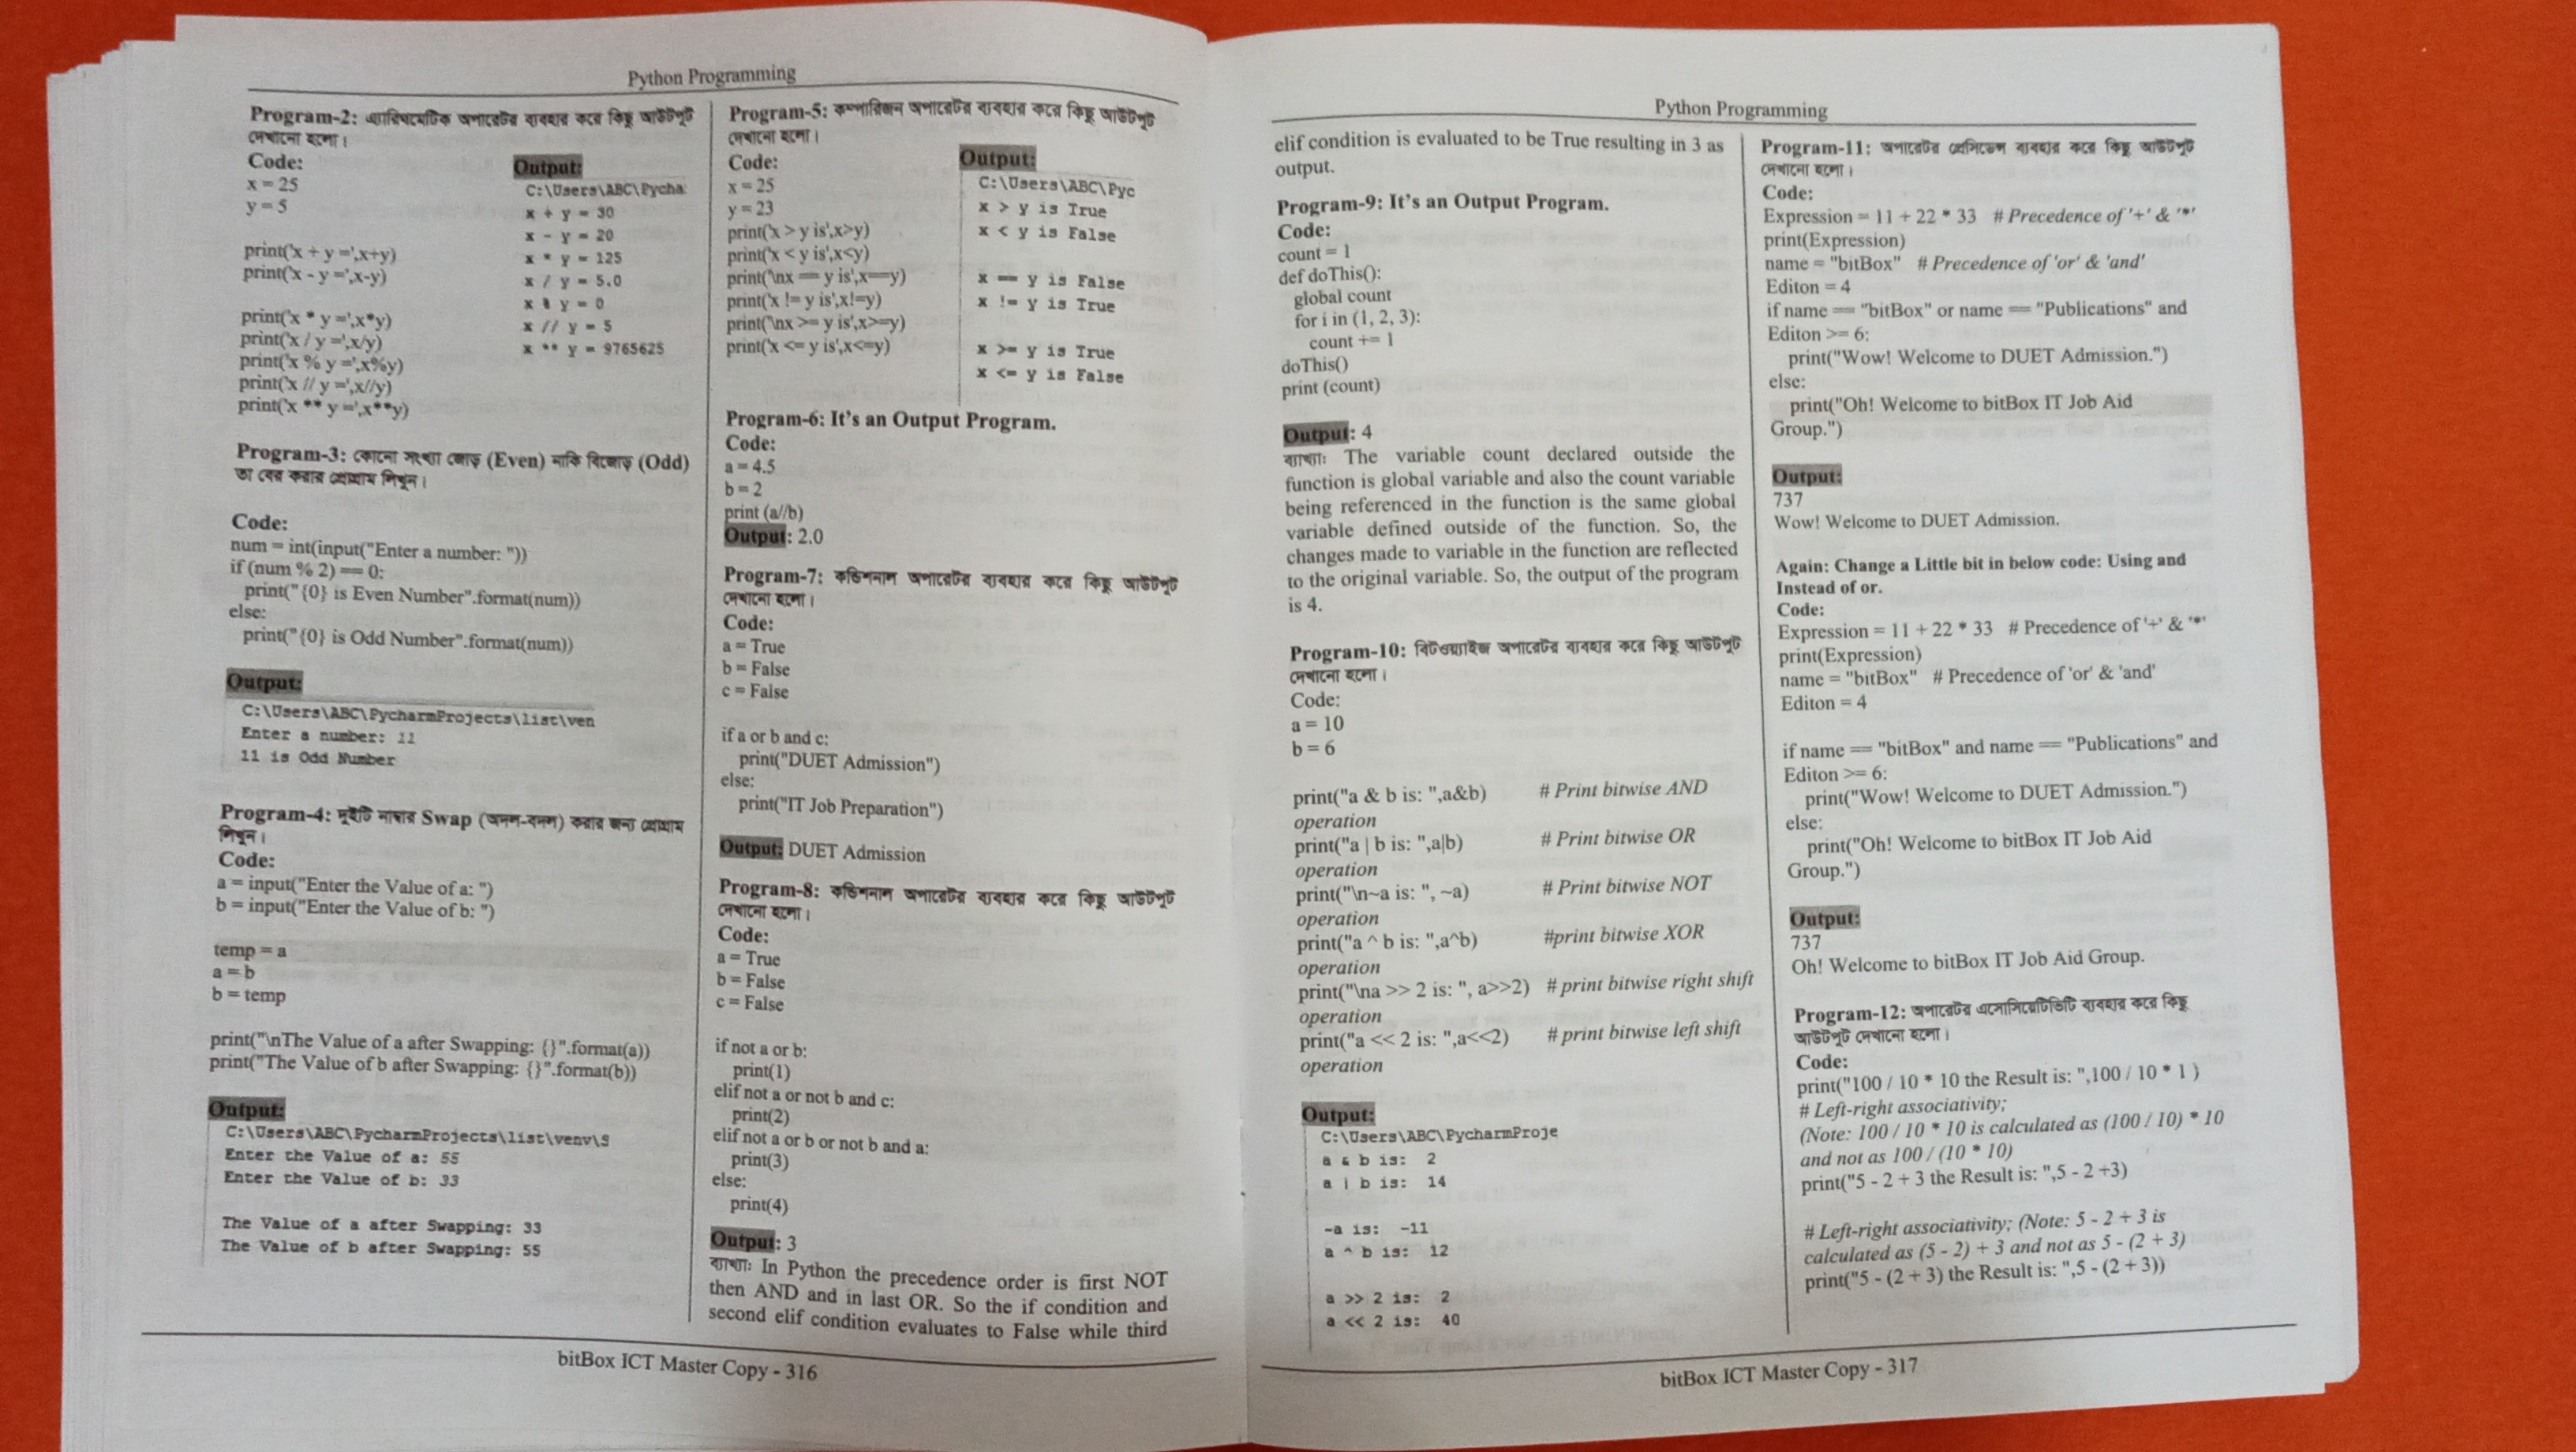 Python Programming
Program-2: এ্যারিথমেটিক অপারেটর ব্যবহার করে কিছু আউটপুট
দেখানো হলো।
Code:
x = 25
y = 5
print('x + y =',x+y)
print('x - y =',x-y)
print('x * y =',x*y)
print('x / y =',x/y)
print('x % y =',x%y)
print('x // y =',x//y)
print('x ** y =',x**y)
Output:
C:\Users\ABC\Pycha
x + y = 30
x - y = 20
x * y = 125
x / y = 5.0
x % y = 0
x // y = 5
x ** y = 9765625
Program-3: কোনো সংখ্যা জোড় (Even) নাকি বিজোড় (Odd)
তা বের করার প্রোগ্রাম লিখুন।
Code:
num = int(input("Enter a number: "))
if (num % 2) == 0:
print("{0} is Even Number".format(num))
else:
print("{0} is Odd Number".format(num))
Output:
C:\Users\ABC\PycharmProjects\list\ven
Enter a number: 11
11 is Odd Number
Program-4: দুইটি নাম্বার Swap (অদল-বদল) করার জন্য প্রোগ্রাম
লিখুন।
Code:
a = input("Enter the Value of a: ")
b = input("Enter the Value of b: ")
temp = a
a = b
b = temp
print("\nThe Value of a after Swapping: {}".format(a))
print("The Value of b after Swapping: {}".format(b))
Output:
C:\Users\ABC\PycharmProjects\list\venv\S
Enter the Value of a: 55
Enter the Value of b: 33
The Value of a after Swapping: 33
The Value of b after Swapping: 55
Program-5: কম্পারিজন অপারেটর ব্যবহার করে কিছু আউটপুট
দেখানো হলো।
Code:
x = 25
y = 23
print('x > y is',x>y)
print('x < y is',x<y)
print('\nx == y is',x==y)
print('x != y is',x!=y)
print('\nx >= y is',x>=y)
print('x <= y is',x<=y)
Output:
C:\Users\ABC\Pyc
x > y is True
x < y is False
x == y is False
x != y is True
x >= y is True
x <= y is False
Program-6: It's an Output Program.
Code:
a = 4.5
b = 2
print (a//b)
Output: 2.0
Program-7: কন্ডিশনাল অপারেটর ব্যবহার করে কিছু আউটপুট
দেখানো হলো।
Code:
a = True
b = False
c = False
if a or b and c:
print("DUET Admission")
else:
print("IT Job Preparation")
Output: DUET Admission
Program-8: কন্ডিশনাল অপারেটর ব্যবহার করে কিছু আউটপুট
দেখানো হলো।
Code:
a = True
b = False
c = False
if not a or b:
print(1)
elif not a or not b and c:
print(2)
elif not a or b or not b and a:
print(3)
else:
print(4)
Output: 3
ব্যাখ্যা: In Python the precedence order is first NOT
then AND and in last OR. So the if condition and
second elif condition evaluates to False while third
bitBox ICT Master Copy - 316
Python Programming
elif condition is evaluated to be True resulting in 3 as
output.
Program-9: It's an Output Program.
Code:
count = 1
def doThis():
global count
for i in (1, 2, 3):
count += 1
doThis()
print (count)
Output: 4
ব্যাখ্যা: The variable count declared outside the
function is global variable and also the count variable
being referenced in the function is the same global
variable defined outside of the function. So, the
changes made to variable in the function are reflected
to the original variable. So, the output of the program
is 4.
Program-10: বিটওয়াইজ অপারেটর ব্যবহার করে কিছু আউটপুট
দেখানো হলো।
Code:
a = 10
b = 6
print("a & b is: ",a&b) # Print bitwise AND
operation
print("a | b is: ",a|b) # Print bitwise OR
operation
print("\n~a is: ", ~a) # Print bitwise NOT
operation
print("a ^ b is: ",a^b) #print bitwise XOR
operation
print("\na >> 2 is: ", a>>2) # print bitwise right shift
operation
print("a << 2 is: ",a<<2) # print bitwise left shift
operation
Output:
C:\Users\ABC\PycharmProje
a & b is: 2
a | b is: 14
~a is: -11
a ^ b is: 12
a >> 2 is: 2
a << 2 is: 40
Program-11: অপারেটর প্রেসিডেন্স ব্যবহার করে কিছু আউটপুট
দেখানো হলো।
Code:
Expression = 11 + 22 * 33 # Precedence of '+' & '*'
print(Expression)
name = "bitBox" # Precedence of 'or' & 'and'
Editon = 4
if name == "bitBox" or name == "Publications" and
Editon >= 6:
print("Wow! Welcome to DUET Admission.")
else:
print("Oh! Welcome to bitBox IT Job Aid
Group.")
Output:
737
Wow! Welcome to DUET Admission.
Again: Change a Little bit in below code: Using and
Instead of or.
Code:
Expression = 11 + 22 * 33 # Precedence of '+' & '*'
print(Expression)
name = "bitBox" # Precedence of 'or' & 'and'
Editon = 4
if name == "bitBox" and name == "Publications" and
Editon >= 6:
print("Wow! Welcome to DUET Admission.")
else:
print("Oh! Welcome to bitBox IT Job Aid
Group.")
Output:
737
Oh! Welcome to bitBox IT Job Aid Group.
Program-12: অপারেটর এসোসিয়েটিভিটি ব্যবহার করে কিছু
আউটপুট দেখানো হলো।
Code:
print("100 / 10 * 10 the Result is: ",100 / 10 * 1 )
# Left-right associativity;
(Note: 100 / 10 * 10 is calculated as (100 / 10) * 10
and not as 100 / (10 * 10)
print("5 - 2 + 3 the Result is: ",5 - 2 +3)
# Left-right associativity; (Note: 5 - 2 + 3 is
calculated as (5 - 2) + 3 and not as 5 - (2 + 3)
print("5 - (2 + 3) the Result is: ",5 - (2 + 3))
bitBox ICT Master Copy - 317